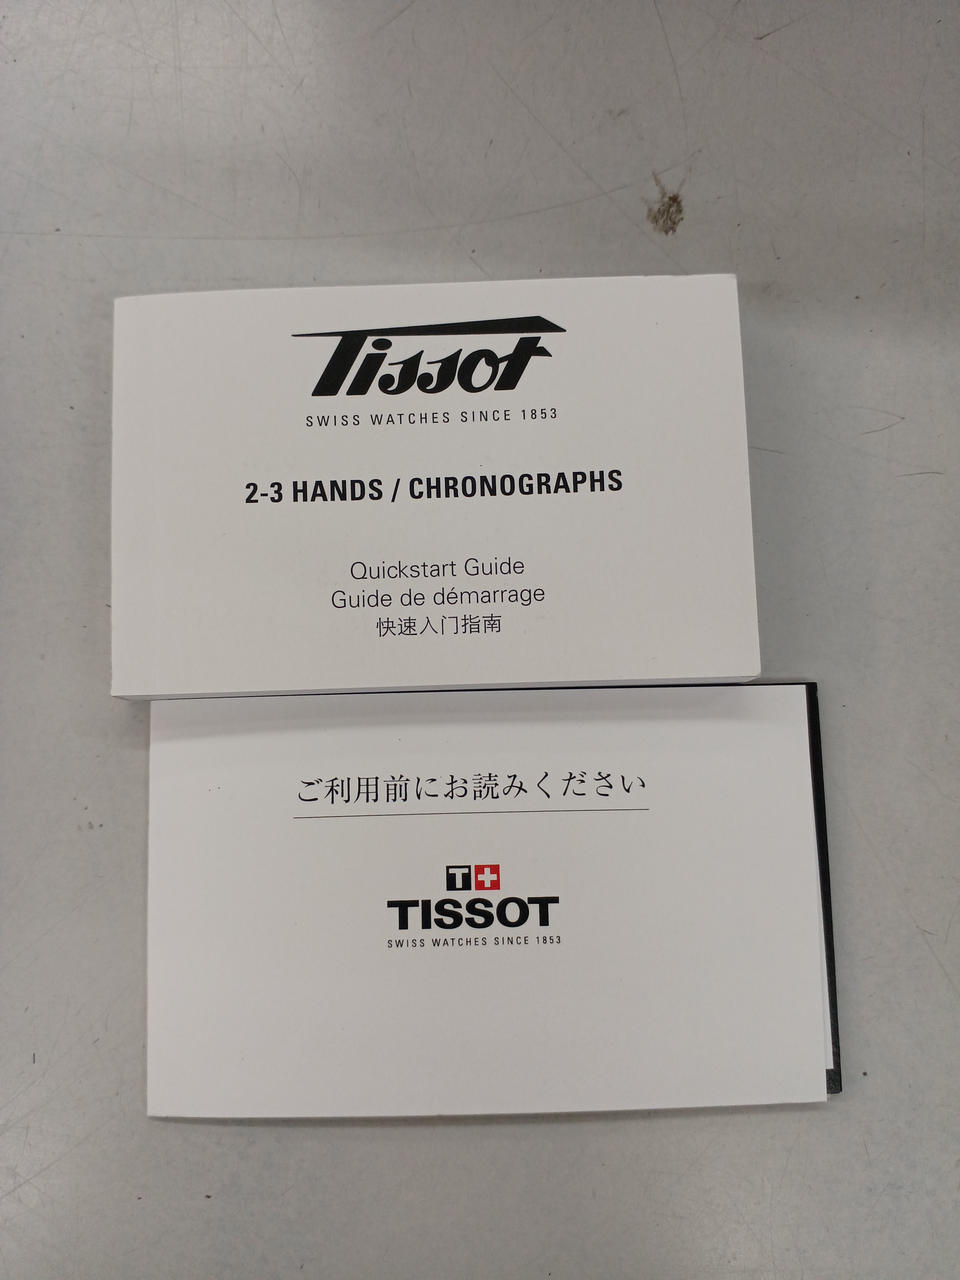 Tissot
SWISS WATCHES SINCE 1853
2-3 HANDS / CHRONOGRAPHS
Quickstart Guide
Guide de démarrage
快速入门指南
ご利用前にお読みください
T+
TISSOT
SWISS WATCHES SINCE 1853